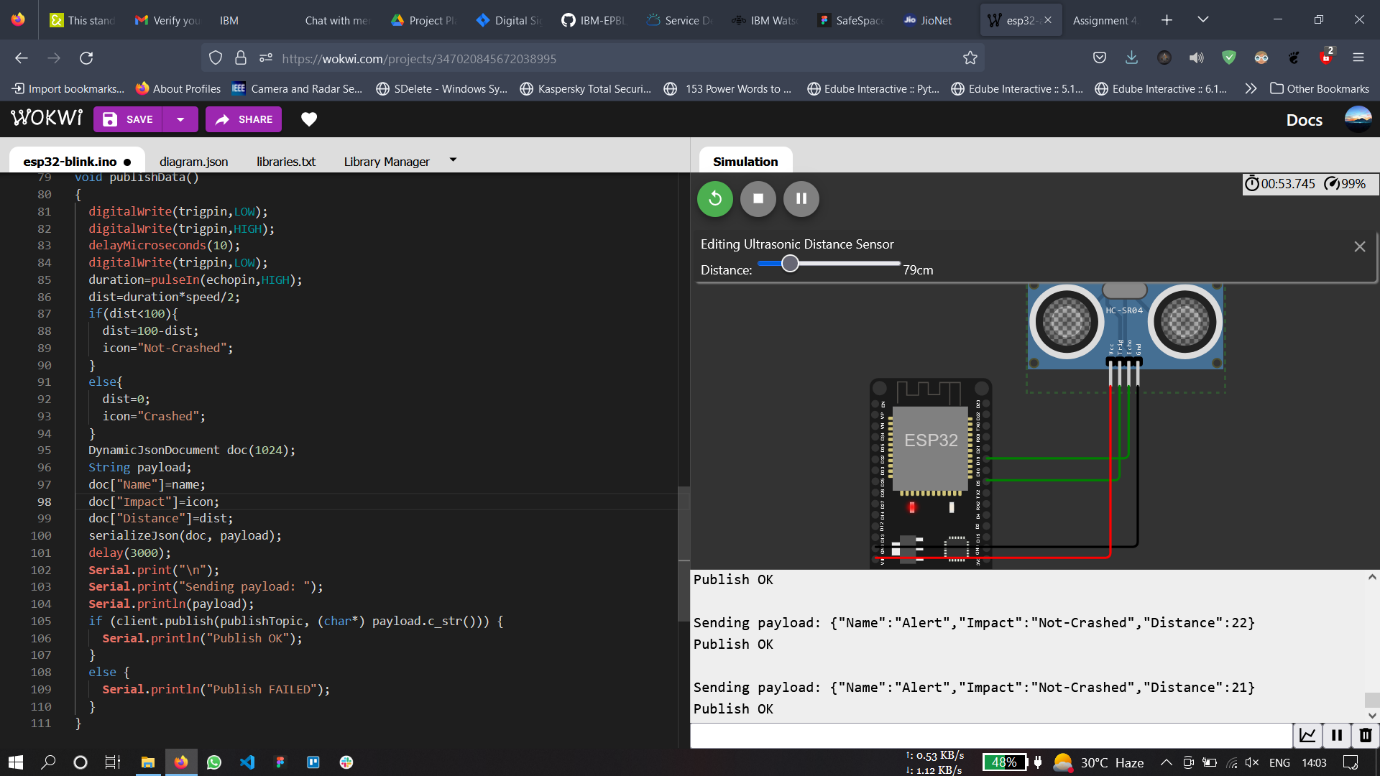 This stand
Verify you
IBM
Chat with me
Project Pl
Digital Si
IBM-EPBL
Service De
IBM Wats
SafeSpace
JioNet
esp32-
Assignment 4
https://wokwi.com/projects/347020845672038995
2
Import bookmarks...
About Profiles
Camera and Radar Se...
SDelete - Windows Sy...
Kaspersky Total Securi...
153 Power Words to ...
Edube Interactive :: Pyt...
Edube Interactive :: 5.1...
Edube Interactive :: 6.1...
Other Bookmarks
WOKWI
SAVE
SHARE
Docs
esp32-blink.ino
diagram.json
libraries.txt
Library Manager
Simulation
79 void publishData()
80 {
81 digitalWrite(trigpin,LOW);
82 digitalWrite(trigpin,HIGH);
83 delayMicroseconds(10);
84 digitalWrite(trigpin,LOW);
85 duration=pulseIn(echopin,HIGH);
86 dist=duration*speed/2;
87 if(dist<100){
88 dist=100-dist;
89 icon="Not-Crashed";
90 }
91 else{
92 dist=0;
93 icon="Crashed";
94 }
95 DynamicJsonDocument doc(1024);
96 String payload;
97 doc["Name"]=name;
98 doc["Impact"]=icon;
99 doc["Distance"]=dist;
100 serializeJson(doc, payload);
101 delay(3000);
102 Serial.print("\n");
103 Serial.print("Sending payload: ");
104 Serial.println(payload);
105 if (client.publish(publishTopic, (char*) payload.c_str())) {
106 Serial.println("Publish OK");
107 }
108 else {
109 Serial.println("Publish FAILED");
110 }
111 }
00:53.745
99%
Editing Ultrasonic Distance Sensor
Distance:
79cm
HC-SR04
ESP32
Publish OK
Sending payload: {"Name":"Alert","Impact":"Not-Crashed","Distance":22}
Publish OK
Sending payload: {"Name":"Alert","Impact":"Not-Crashed","Distance":21}
Publish OK
↑: 0.53 KB/s
↓: 1.12 KB/s
48%
30°C Haze
ENG
14:03